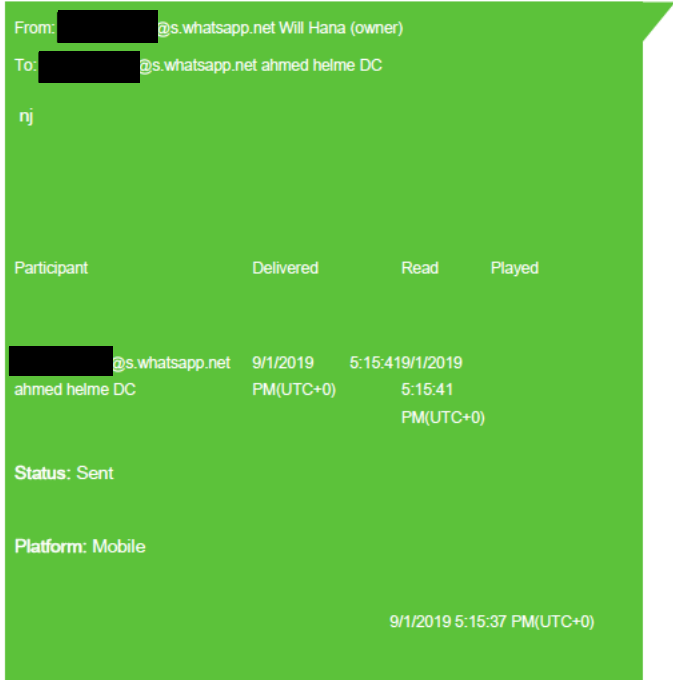 From: @s.whatsapp.net Will Hana (owner)
To: @s.whatsapp.net ahmed helme DC
nj
Participant Delivered Read Played
@s.whatsapp.net 9/1/2019 5:15:419/1/2019
ahmed helme DC PM(UTC+0) 5:15:41
PM(UTC+0)
Status: Sent
Platform: Mobile
9/1/2019 5:15:37 PM(UTC+0)